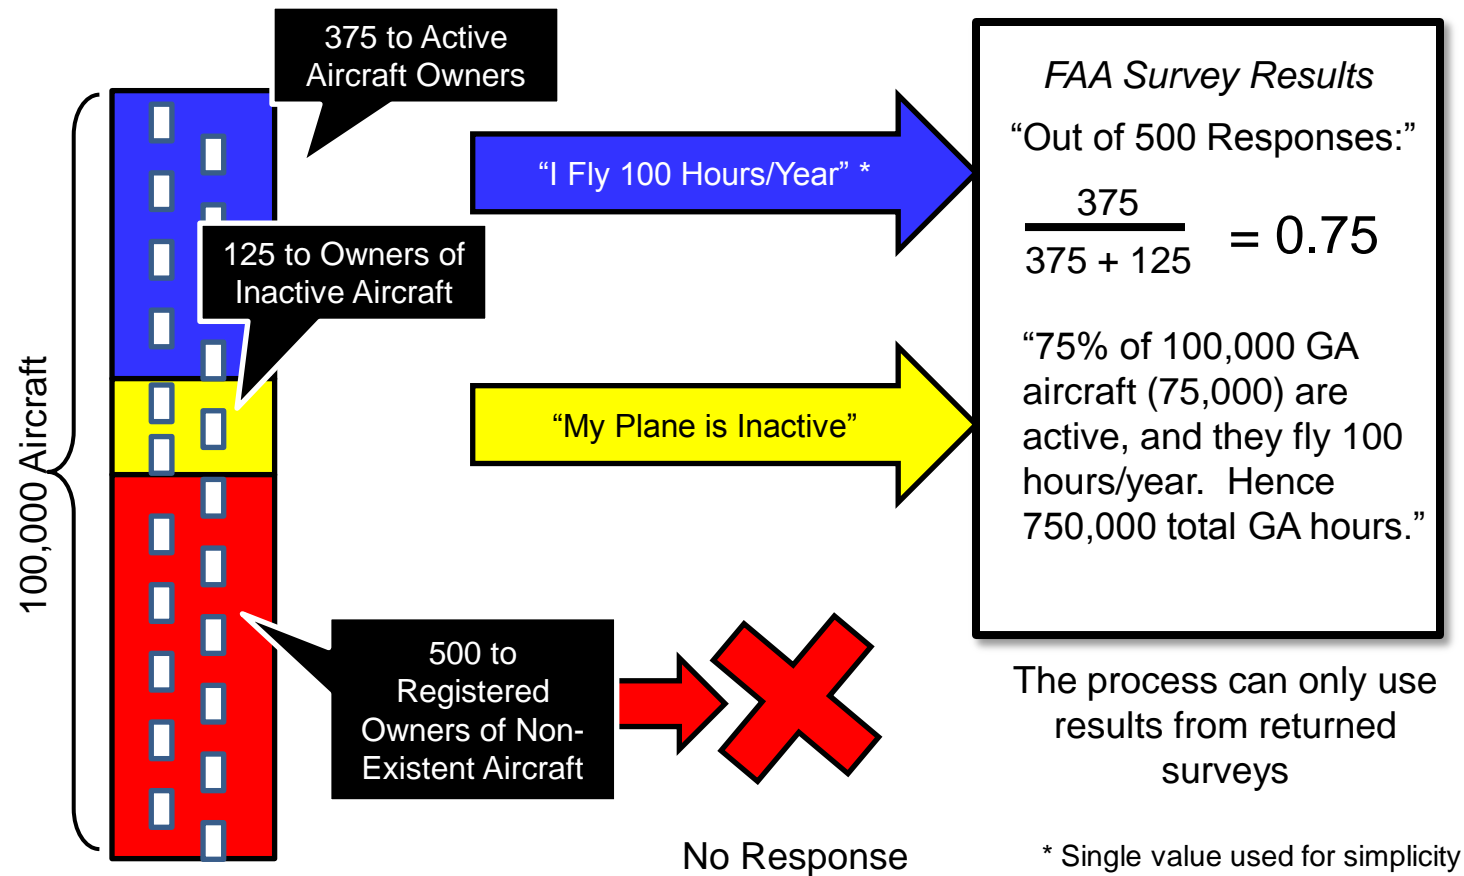 375 to Active
Aircraft Owners
125 to Owners of
Inactive Aircraft
100,000 Aircraft
500 to
Registered
Owners of Non-
Existent Aircraft
“I Fly 100 Hours/Year” *
“My Plane is Inactive”
No Response
FAA Survey Results
“Out of 500 Responses:”
375
375 + 125
= 0.75
“75% of 100,000 GA
aircraft (75,000) are
active, and they fly 100
hours/year.  Hence
750,000 total GA hours.”
The process can only use
results from returned
surveys
* Single value used for simplicity